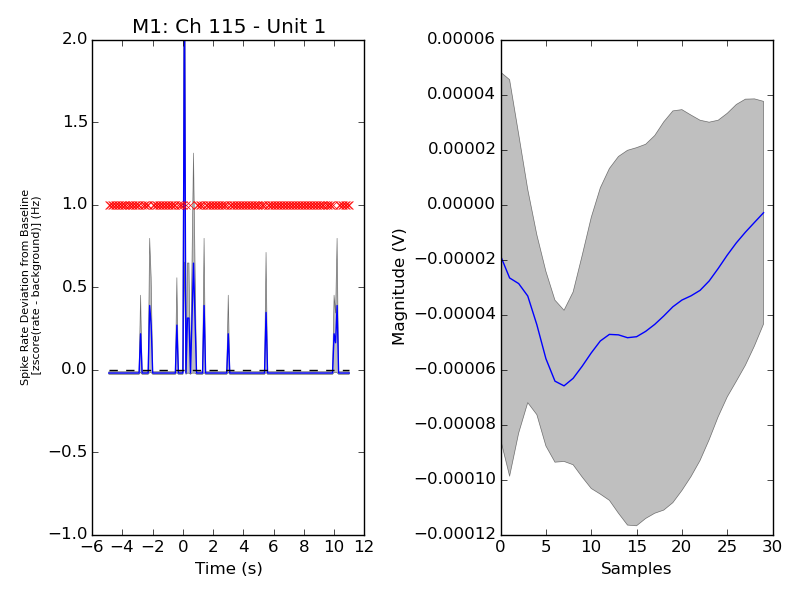 M1: Ch 115 - Unit 1
2.0
1.5
1.0
0.5
0.0
−0.5
−1.0
Spike Rate Deviation from Baseline
[zscore(rate - background)] (Hz)
−6 −4 −2 0 2 4 6 8 10 12
Time (s)
0.00006
0.00004
0.00002
0.00000
−0.00002
−0.00004
−0.00006
−0.00008
−0.00010
−0.00012
Magnitude (V)
0 5 10 15 20 25 30
Samples